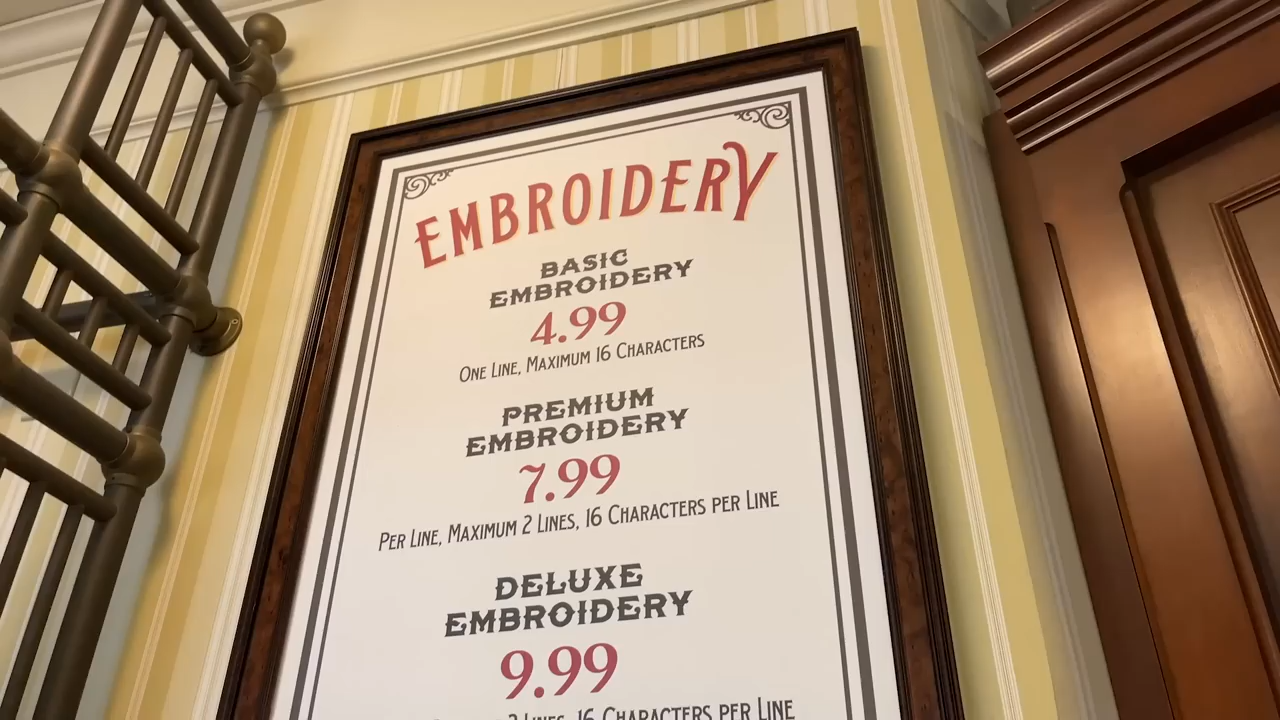 EMBROIDERY
BASIC
EMBROIDERY
4.99
ONE LINE, MAXIMUM 16 CHARACTERS
PREMIUM
EMBROIDERY
7.99
PER LINE, MAXIMUM 2 LINES, 16 CHARACTERS PER LINE
DELUXE
EMBROIDERY
9.99
LINES, 16 CHARACTERS PER LINE